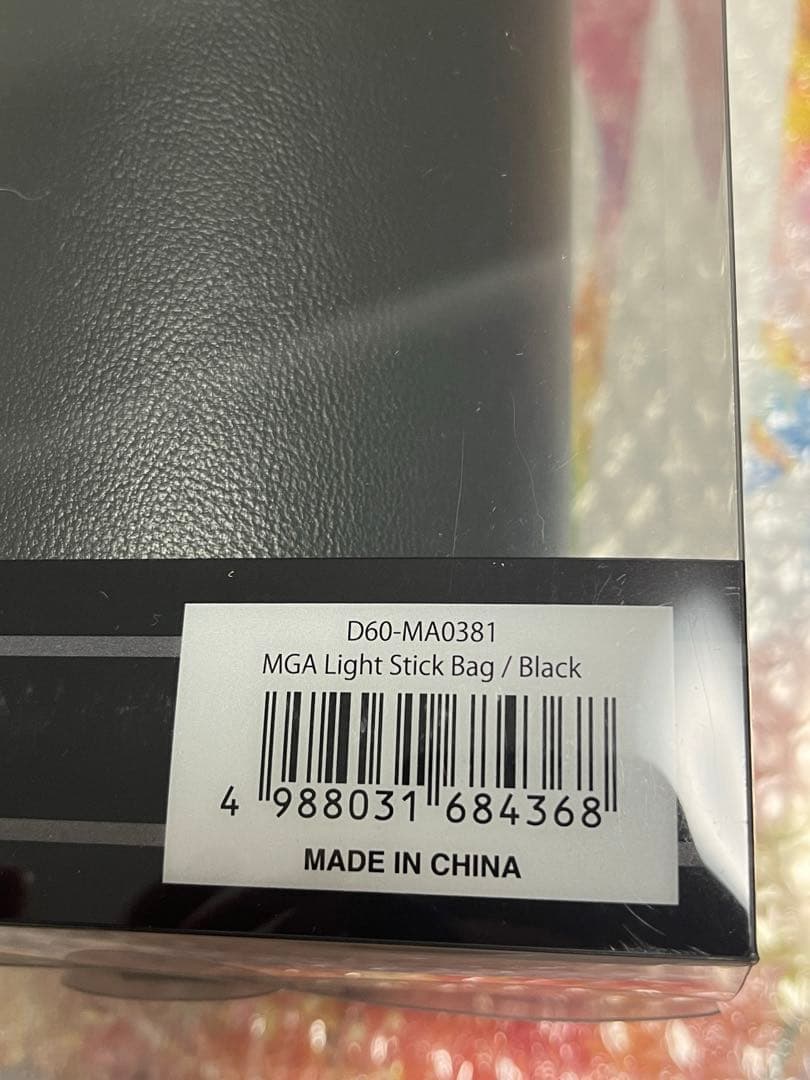 D60-MA0381
MGA Light Stick Bag / Black
4 988031 684368
MADE IN CHINA